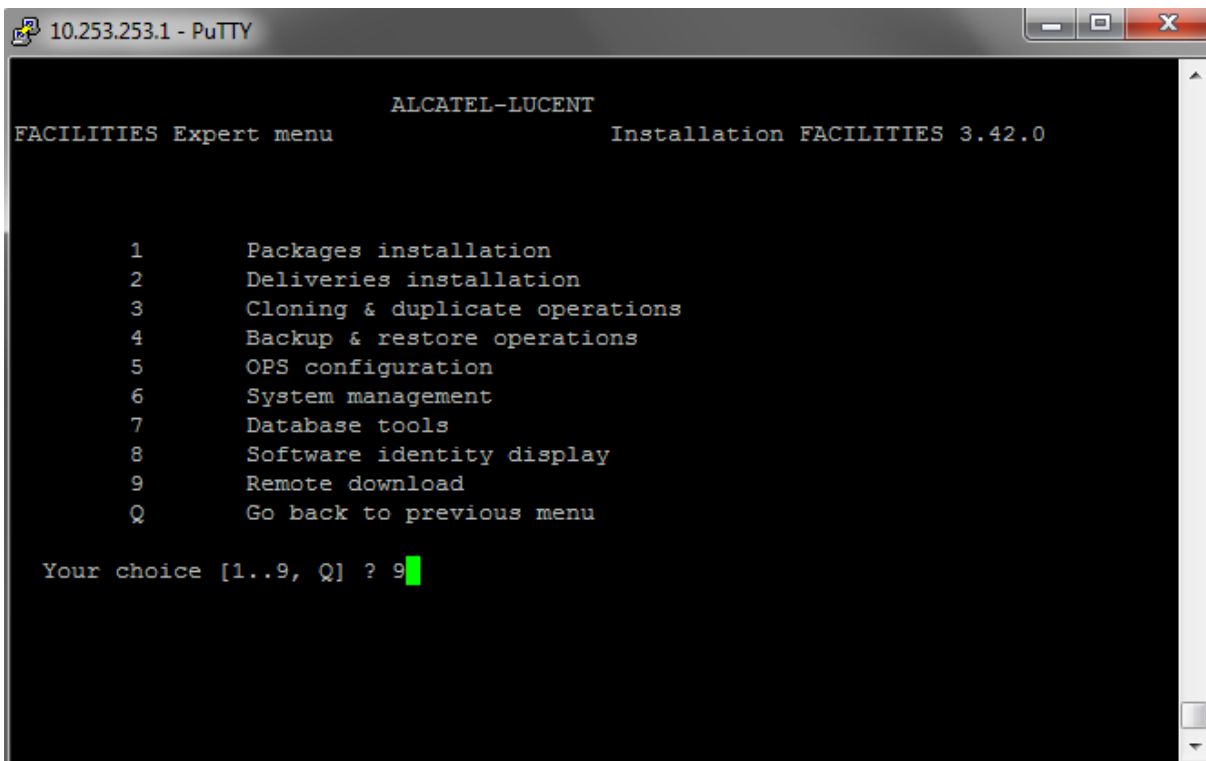 10.253.253.1 - PuTTY
ALCATEL-LUCENT
FACILITIES Expert menu Installation FACILITIES 3.42.0
1 Packages installation
2 Deliveries installation
3 Cloning & duplicate operations
4 Backup & restore operations
5 OPS configuration
6 System management
7 Database tools
8 Software identity display
9 Remote download
Q Go back to previous menu
Your choice [1..9, Q] ? 9